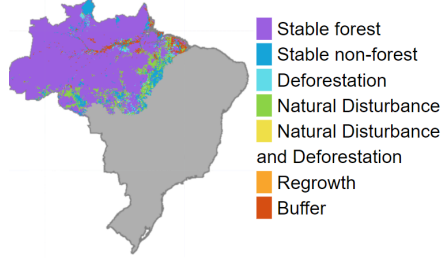 Stable forest
Stable non-forest
Deforestation
Natural Disturbance
Natural Disturbance
and Deforestation
Regrowth
Buffer